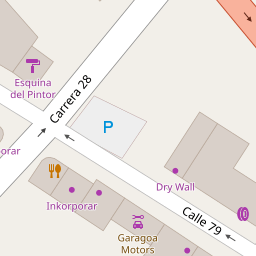 Esquina
del Pintor
Carrera 28
P
orar
Dry Wall
Inkorporar
Calle 79
Garagoa
Motors